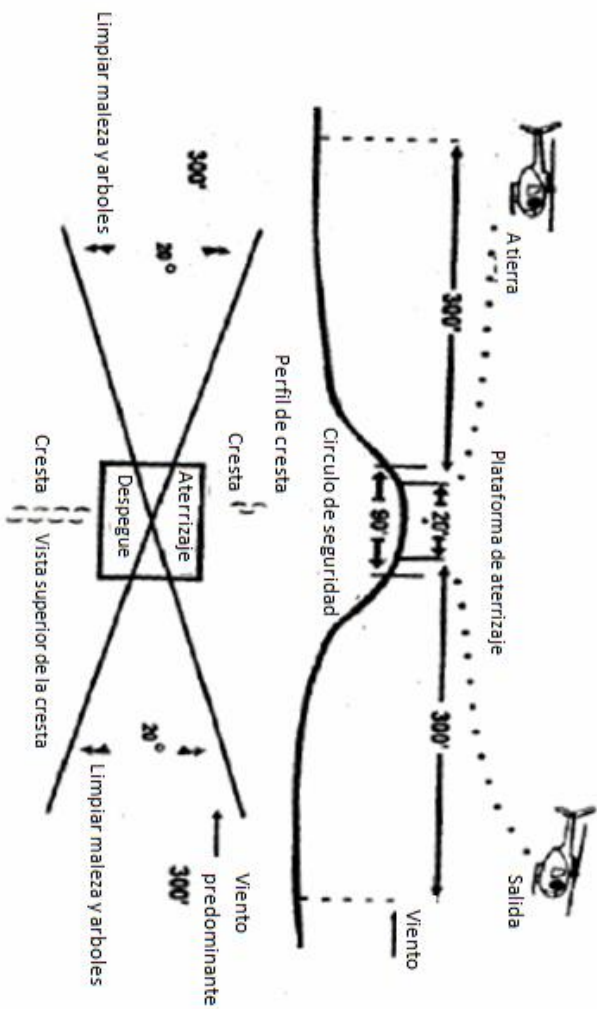 A tierra
Salida
Plataforma de aterrizaje
300'
20'
300'
Viento
90'
Circulo de seguridad
Perfil de cresta
Cresta
Viento
predominante
300'
300'
20°
Aterrizaje
Despegue
20°
Limpiar maleza y arboles
Cresta
Vista superior de la cresta
Limpiar maleza y arboles